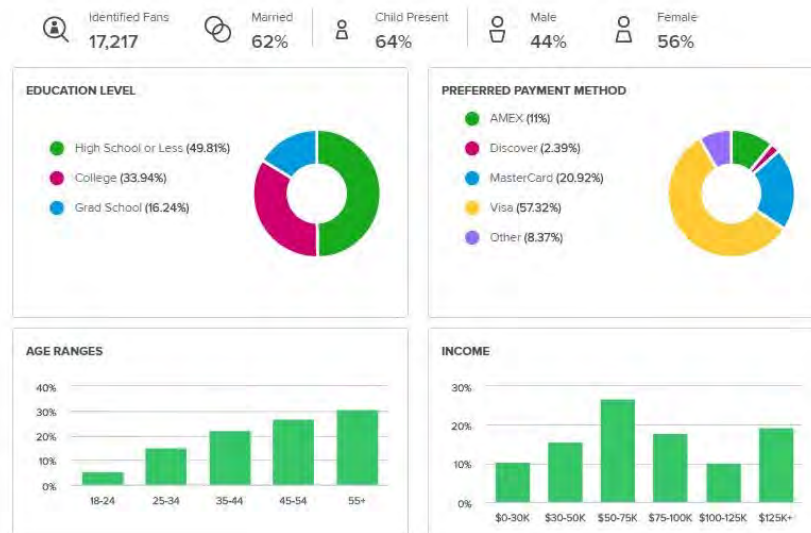 Identified Fans
17,217
Married
62%
Child Present
64%
Male
44%
Female
56%
EDUCATION LEVEL
High School or Less (49.81%)
College (33.94%)
Grad School (16.24%)
PREFERRED PAYMENT METHOD
AMEX (11%)
Discover (2.39%)
MasterCard (20.92%)
Visa (57.32%)
Other (8.37%)
AGE RANGES
40%
30%
20%
10%
0%
18-24 25-34 35-44 45-54 55+
INCOME
30%
20%
10%
0%
$0-30K $30-50K $50-75K $75-100K $100-125K $125K+